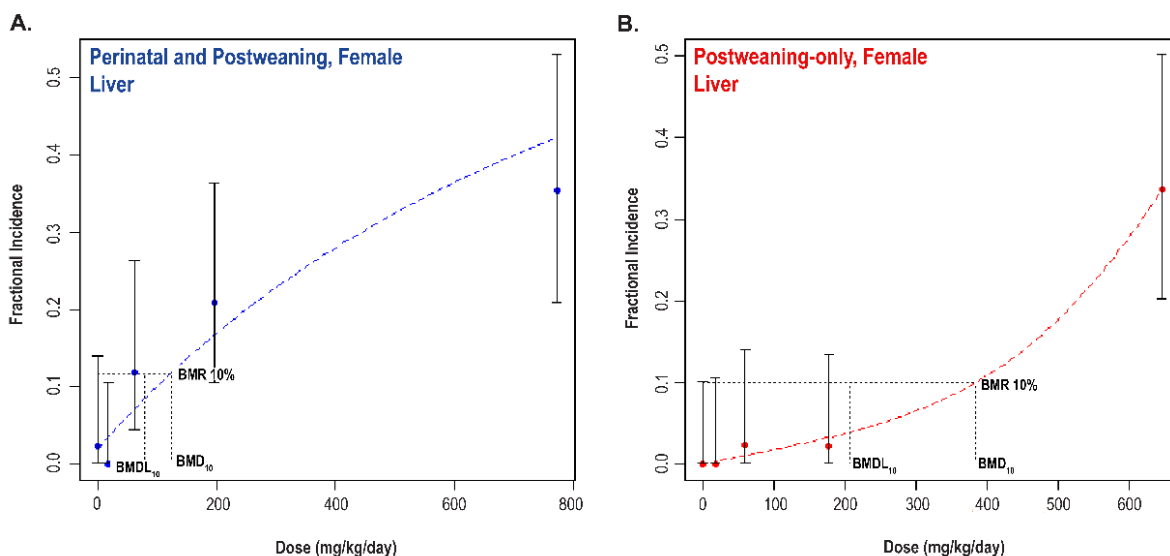 A.
Perinatal and Postweaning, Female
Liver
Fractional Incidence
0.5
0.4
0.3
0.2
0.1
0.0
BMR 10%
BMDL10
BMD10
0
200
400
600
800
Dose (mg/kg/day)
B.
Postweaning-only, Female
Liver
Fractional Incidence
0.5
0.4
0.3
0.2
0.1
0.0
BMR 10%
BMDL10
BMD10
0
100
200
300
400
500
600
Dose (mg/kg/day)